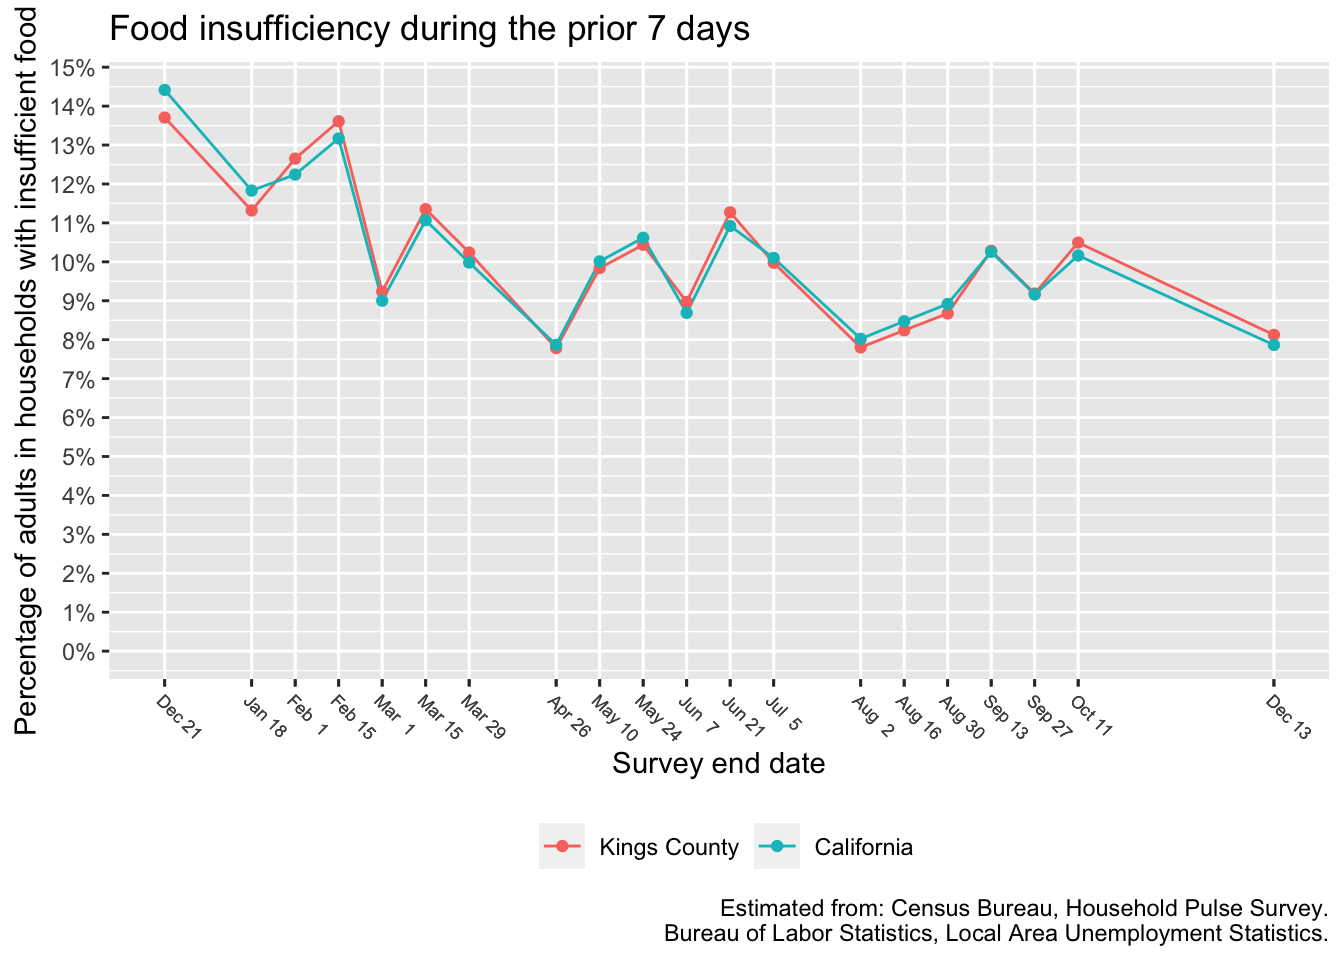 Food insufficiency during the prior 7 days
Percentage of adults in households with insufficient food
15%
14%
13%
12%
11%
10%
9%
8%
7%
6%
5%
4%
3%
2%
1%
0%
Dec 21
Jan 18
Feb 1
Feb 15
Mar 1
Mar 15
Mar 29
Apr 26
May 10
May 24
Jun 7
Jun 21
Jul 5
Aug 2
Aug 16
Aug 30
Sep 13
Sep 27
Oct 11
Dec 13
Survey end date
Kings County
California
Estimated from: Census Bureau, Household Pulse Survey.
Bureau of Labor Statistics, Local Area Unemployment Statistics.